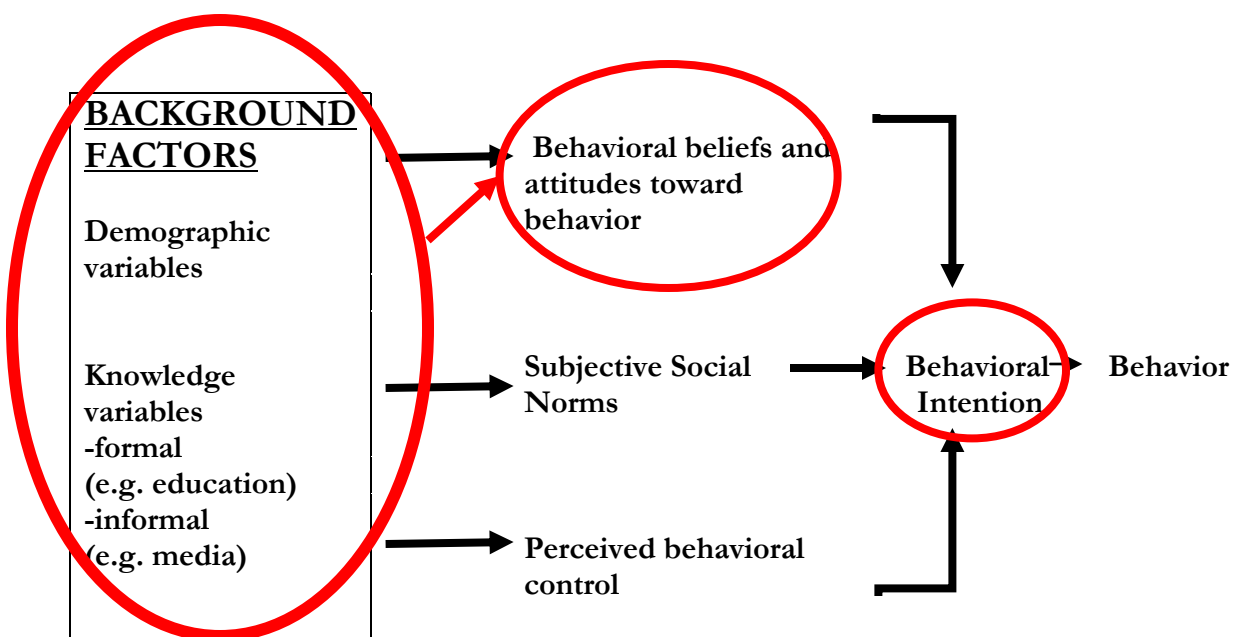 BACKGROUND
FACTORS
Demographic
variables
Knowledge
variables
-formal
(e.g. education)
-informal
(e.g. media)
Behavioral beliefs and
attitudes toward
behavior
Subjective Social
Norms
Perceived behavioral
control
Behavioral
Intention
Behavior